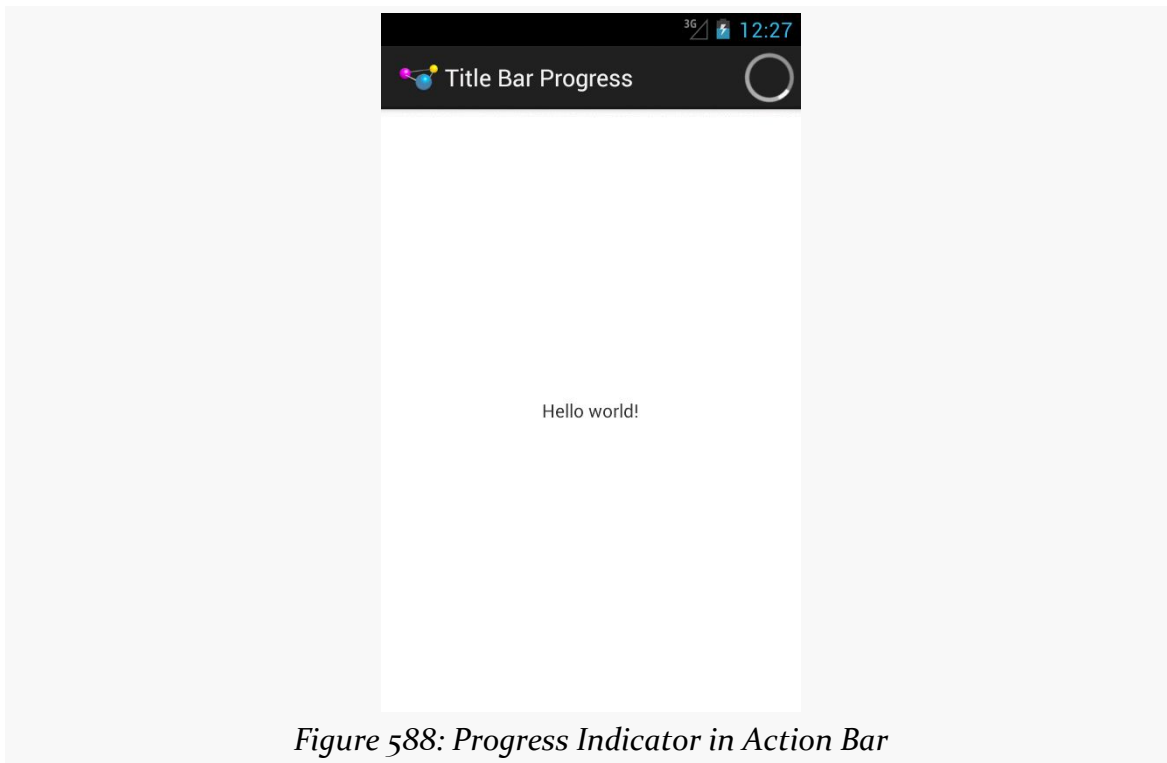 3G 12:27
Title Bar Progress
Hello world!
Figure 588: Progress Indicator in Action Bar